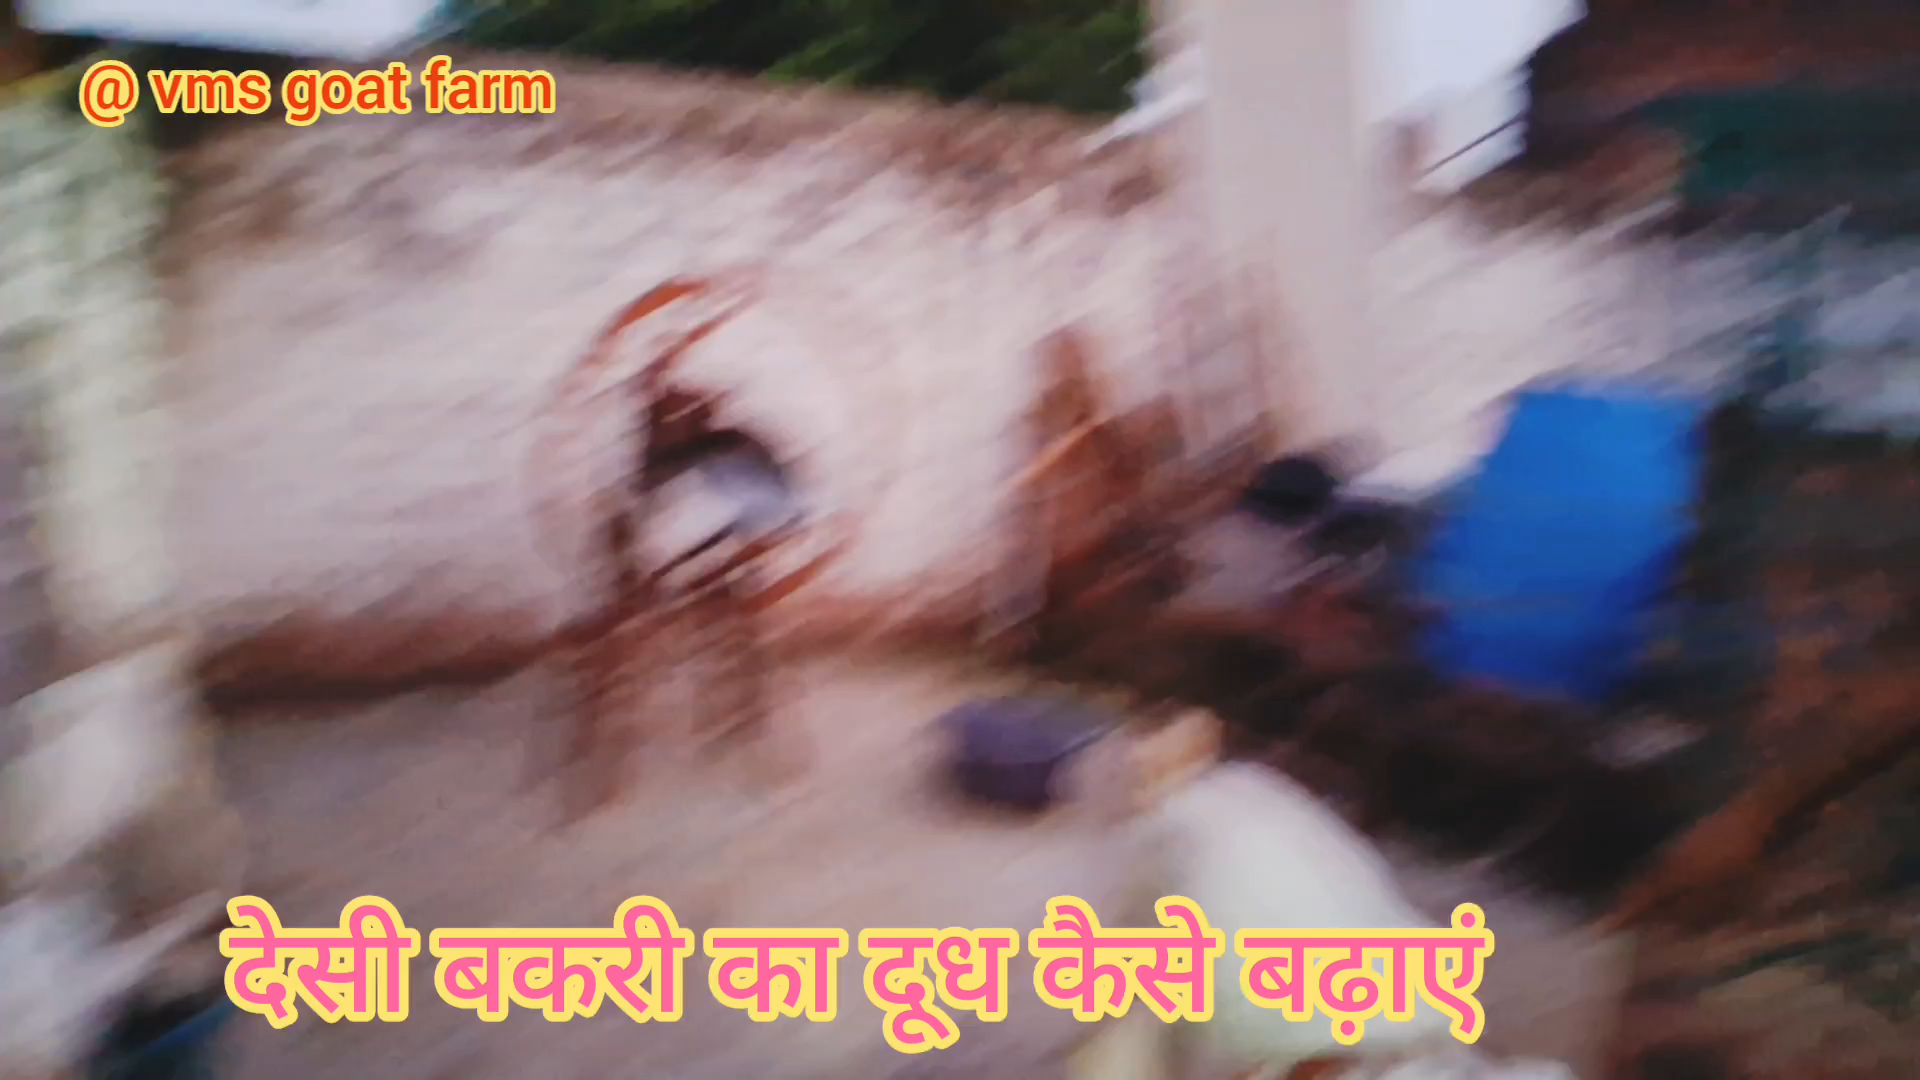 @ vms goat farm
देसी बकरी का दूध कैसे बढ़ाएं